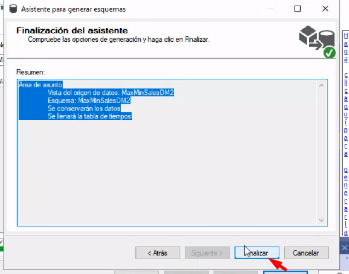 Asistente para generar esquemas
Finalización del asistente
Compruebe las opciones de generación y haga clic en Finalizar.
Resumen:
Área de asunto
Vista del origen de datos: MaxMinSalesDM2
Esquema: MaxMinSalesDM2
Se conservarán los datos
Se llenará la tabla de tiempos
< Atrás
Siguiente >
Finalizar
Cancelar